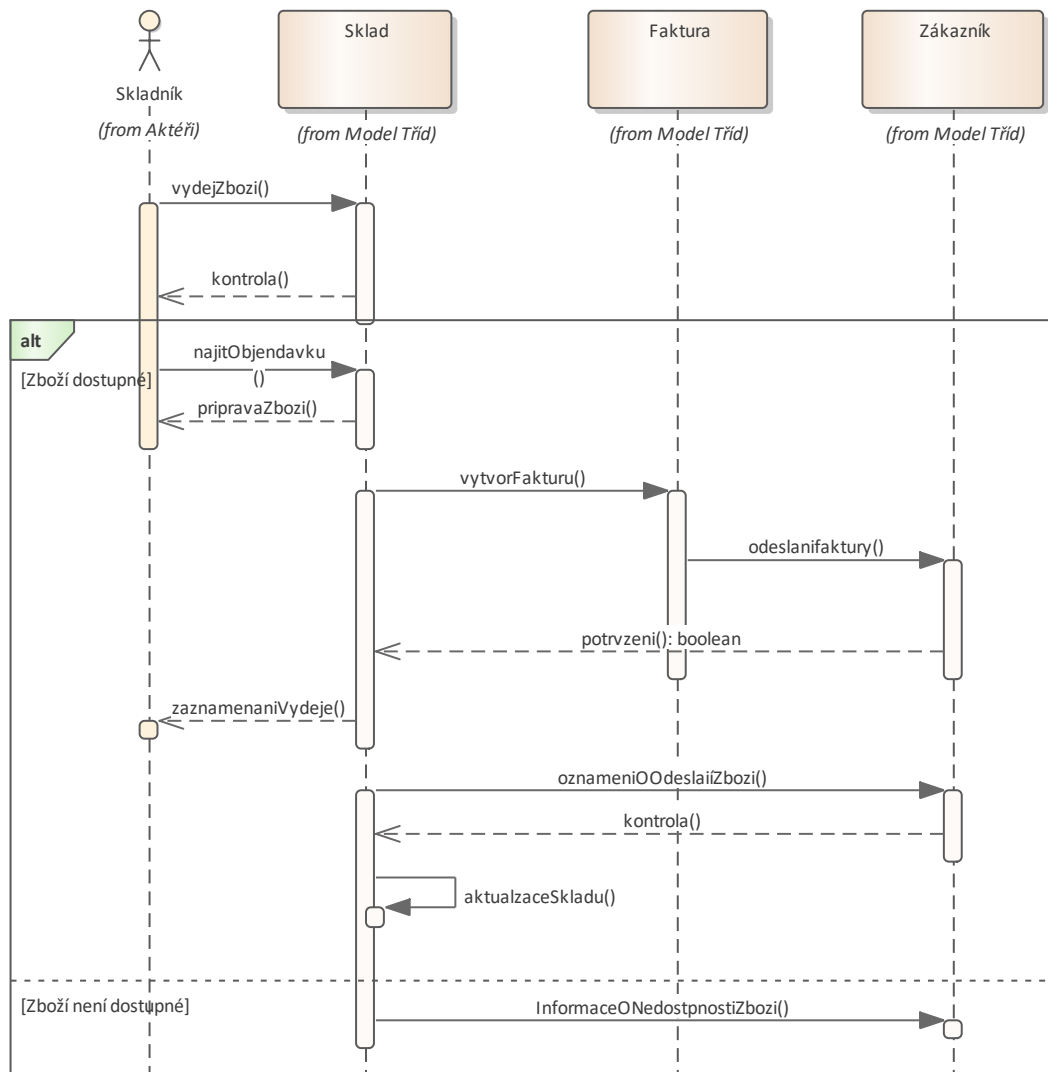 Skladník
(from Aktéři)
Sklad
(from Model Tříd)
Faktura
(from Model Tříd)
Zákazník
(from Model Tříd)
vydejZbozi()
kontrola()
alt
[Zboží dostupné]
najitObjendavku
()
pripravaZbozi()
vytvorFakturu()
odeslanifaktury()
potrvzeni(): boolean
zaznamenaniVydeje()
oznameniOOdeslaiíZbozi()
kontrola()
aktualzaceSkladu()
[Zboží není dostupné]
InformaceONedostpnostiZbozi()